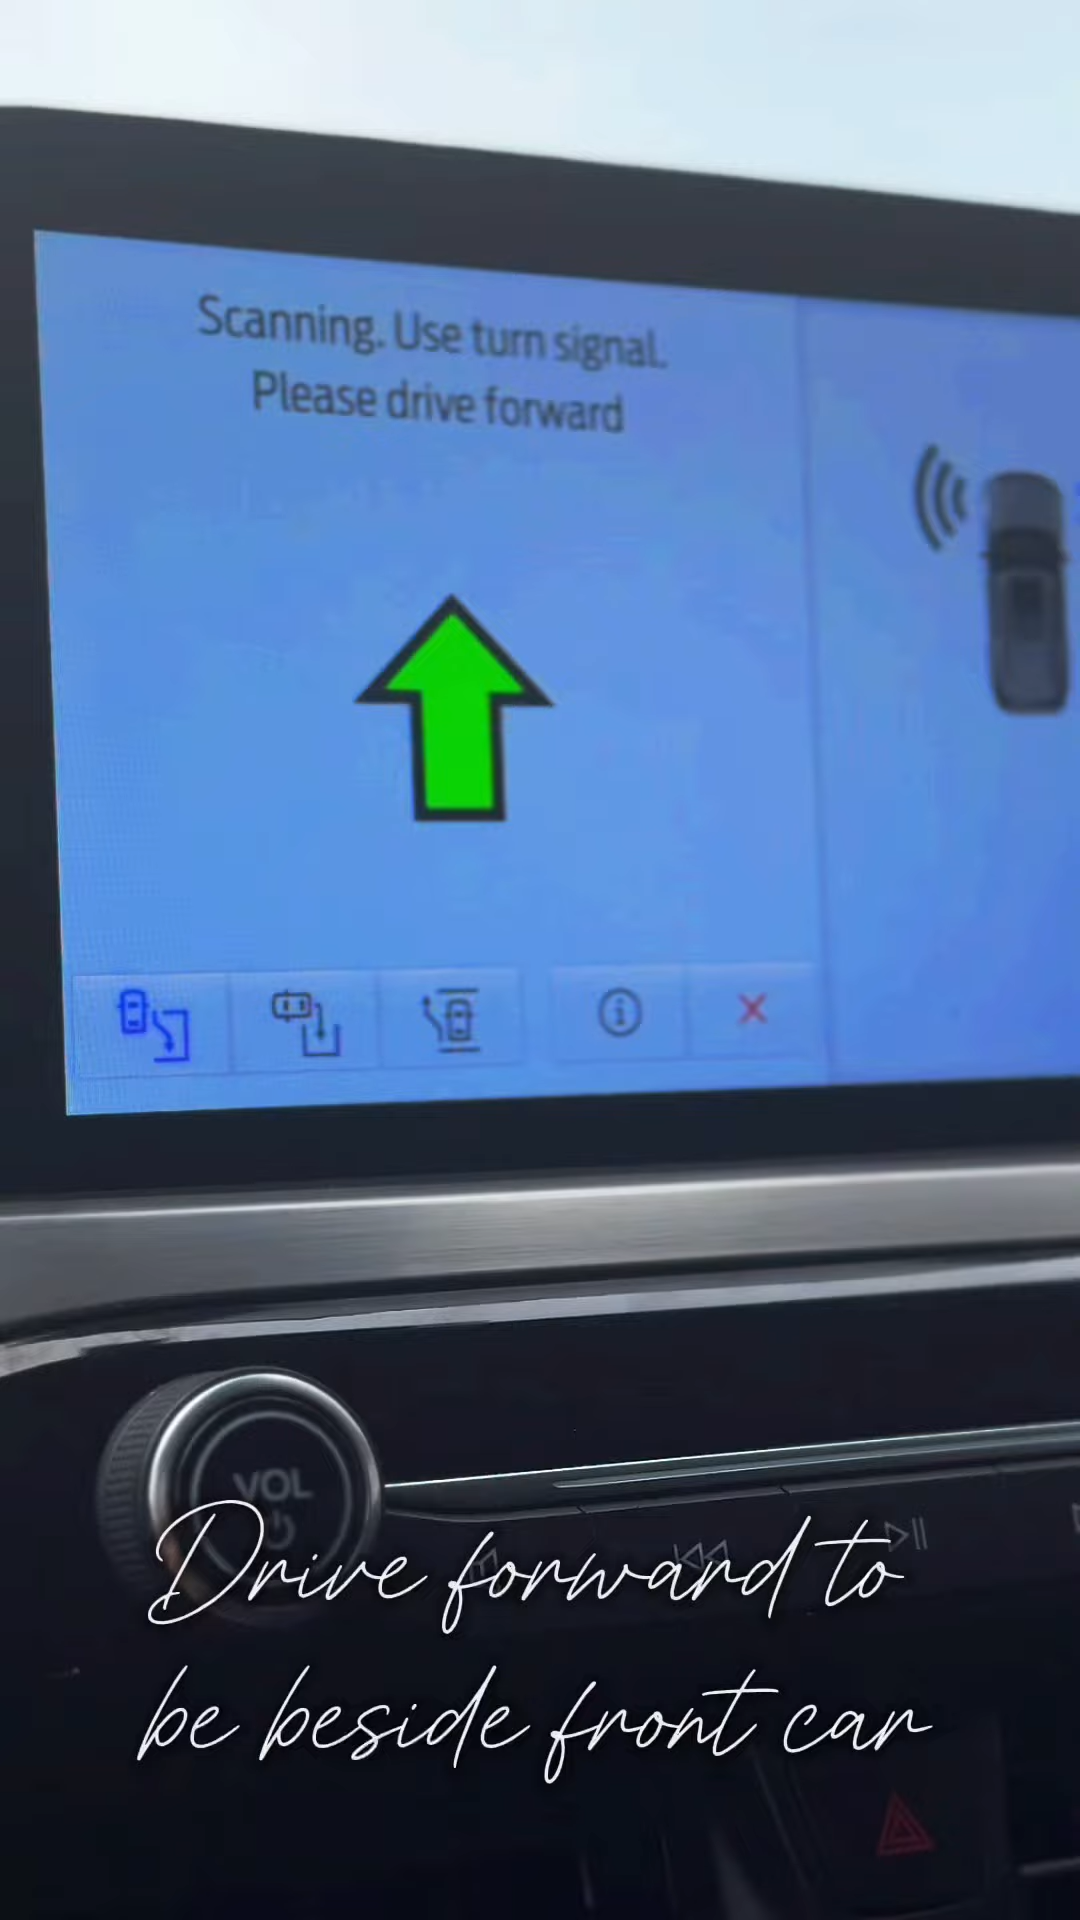 Scanning. Use turn signal.
Please drive forward
VOL
Drive forward to
be beside front car